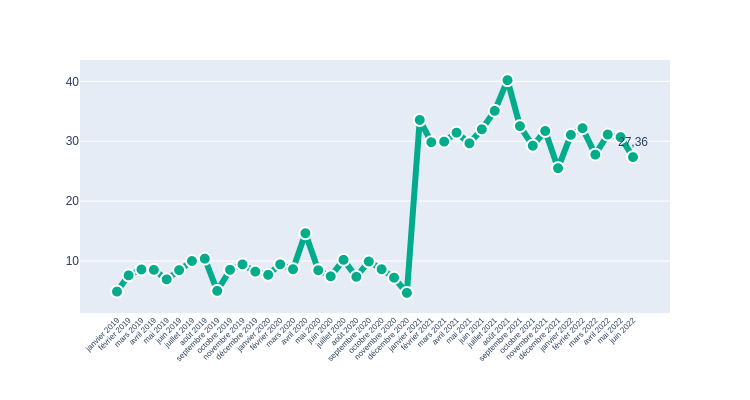 40
30
20
10
27,36
janvier 2019
février 2019
mars 2019
avril 2019
mai 2019
juin 2019
juillet 2019
août 2019
septembre 2019
octobre 2019
novembre 2019
décembre 2019
janvier 2020
février 2020
mars 2020
avril 2020
mai 2020
juin 2020
juillet 2020
août 2020
septembre 2020
octobre 2020
novembre 2020
décembre 2020
janvier 2021
février 2021
mars 2021
avril 2021
mai 2021
juin 2021
juillet 2021
août 2021
septembre 2021
octobre 2021
novembre 2021
décembre 2021
janvier 2022
février 2022
mars 2022
avril 2022
mai 2022
juin 2022